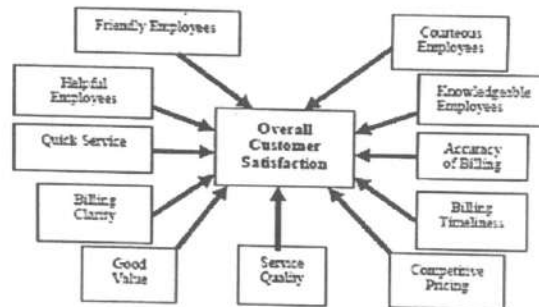 Friendly Employees
Courteous
Employees
Helpful
Employees
Knowledgeable
Employees
Overall
Customer
Satisfaction
Quick Service
Accuracy
of Billing
Billing
Clarity
Billing
Timeliness
Good
Value
Service
Quality
Competitive
Pricing